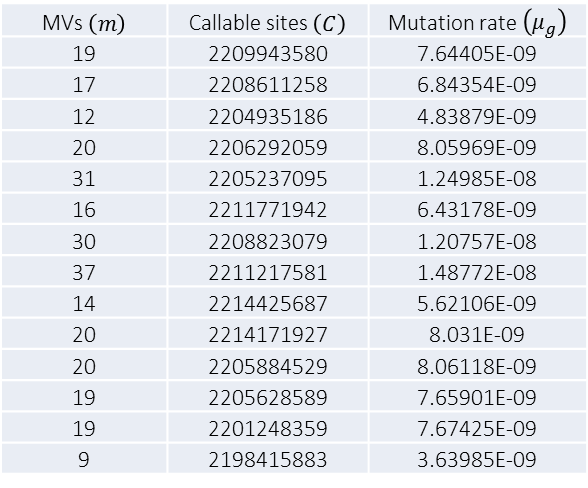 MVs (m) Callable sites (C) Mutation rate (μg)
19 2209943580 7.64405E-09
17 2208611258 6.84354E-09
12 2204935186 4.83879E-09
20 2206292059 8.05969E-09
31 2205237095 1.24985E-08
16 2211771942 6.43178E-09
30 2208823079 1.20757E-08
37 2211217581 1.48772E-08
14 2214425687 5.62106E-09
20 2214171927 8.031E-09
20 2205884529 8.06118E-09
19 2205628589 7.65901E-09
19 2201248359 7.67425E-09
9 2198415883 3.63985E-09